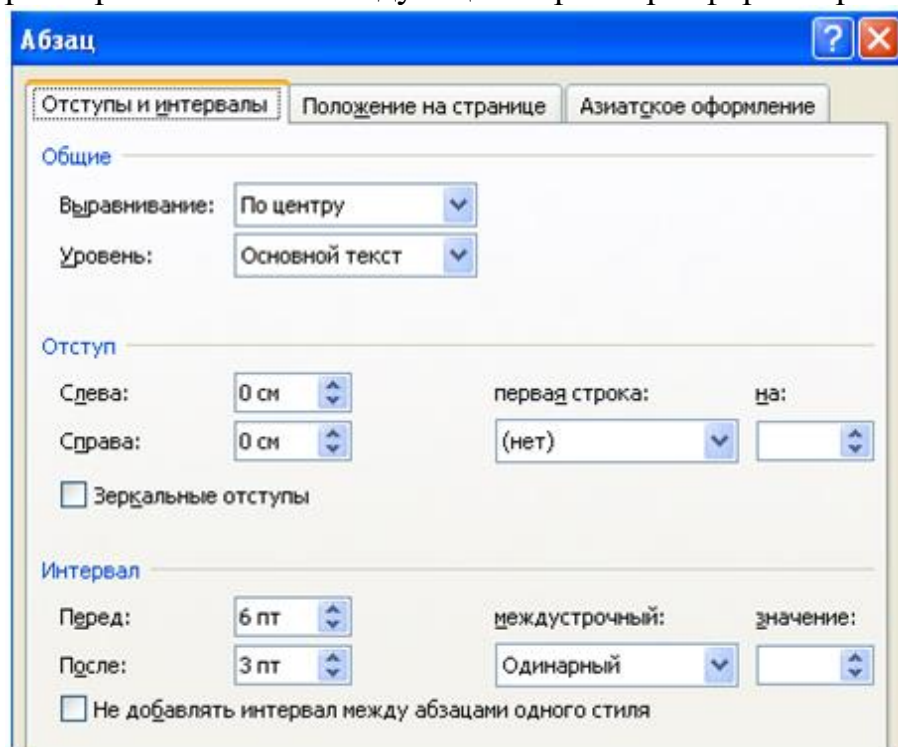 Абзац
Отступы и интервалы Положение на странице Азиатское оформление
Общие
Выравнивание: По центру
Уровень: Основной текст
Отступ
Слева: 0 см первая строка: на:
Справа: 0 см (нет)
Зеркальные отступы
Интервал
Перед: 6 пт междустрочный: значение:
После: 3 пт Одинарный
Не добавлять интервал между абзацами одного стиля